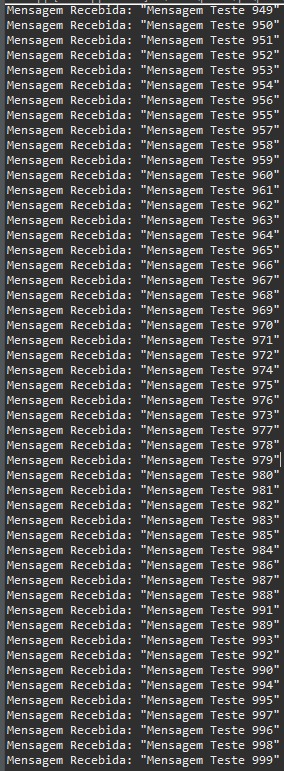 Mensagem Recebida: "Mensagem Teste 949"
Mensagem Recebida: "Mensagem Teste 950"
Mensagem Recebida: "Mensagem Teste 951"
Mensagem Recebida: "Mensagem Teste 952"
Mensagem Recebida: "Mensagem Teste 953"
Mensagem Recebida: "Mensagem Teste 954"
Mensagem Recebida: "Mensagem Teste 956"
Mensagem Recebida: "Mensagem Teste 955"
Mensagem Recebida: "Mensagem Teste 957"
Mensagem Recebida: "Mensagem Teste 958"
Mensagem Recebida: "Mensagem Teste 959"
Mensagem Recebida: "Mensagem Teste 960"
Mensagem Recebida: "Mensagem Teste 961"
Mensagem Recebida: "Mensagem Teste 962"
Mensagem Recebida: "Mensagem Teste 963"
Mensagem Recebida: "Mensagem Teste 964"
Mensagem Recebida: "Mensagem Teste 965"
Mensagem Recebida: "Mensagem Teste 966"
Mensagem Recebida: "Mensagem Teste 967"
Mensagem Recebida: "Mensagem Teste 968"
Mensagem Recebida: "Mensagem Teste 969"
Mensagem Recebida: "Mensagem Teste 970"
Mensagem Recebida: "Mensagem Teste 971"
Mensagem Recebida: "Mensagem Teste 972"
Mensagem Recebida: "Mensagem Teste 974"
Mensagem Recebida: "Mensagem Teste 975"
Mensagem Recebida: "Mensagem Teste 976"
Mensagem Recebida: "Mensagem Teste 973"
Mensagem Recebida: "Mensagem Teste 977"
Mensagem Recebida: "Mensagem Teste 978"
Mensagem Recebida: "Mensagem Teste 979"
Mensagem Recebida: "Mensagem Teste 980"
Mensagem Recebida: "Mensagem Teste 981"
Mensagem Recebida: "Mensagem Teste 982"
Mensagem Recebida: "Mensagem Teste 983"
Mensagem Recebida: "Mensagem Teste 985"
Mensagem Recebida: "Mensagem Teste 984"
Mensagem Recebida: "Mensagem Teste 986"
Mensagem Recebida: "Mensagem Teste 987"
Mensagem Recebida: "Mensagem Teste 988"
Mensagem Recebida: "Mensagem Teste 991"
Mensagem Recebida: "Mensagem Teste 989"
Mensagem Recebida: "Mensagem Teste 993"
Mensagem Recebida: "Mensagem Teste 992"
Mensagem Recebida: "Mensagem Teste 990"
Mensagem Recebida: "Mensagem Teste 994"
Mensagem Recebida: "Mensagem Teste 995"
Mensagem Recebida: "Mensagem Teste 997"
Mensagem Recebida: "Mensagem Teste 996"
Mensagem Recebida: "Mensagem Teste 998"
Mensagem Recebida: "Mensagem Teste 999"